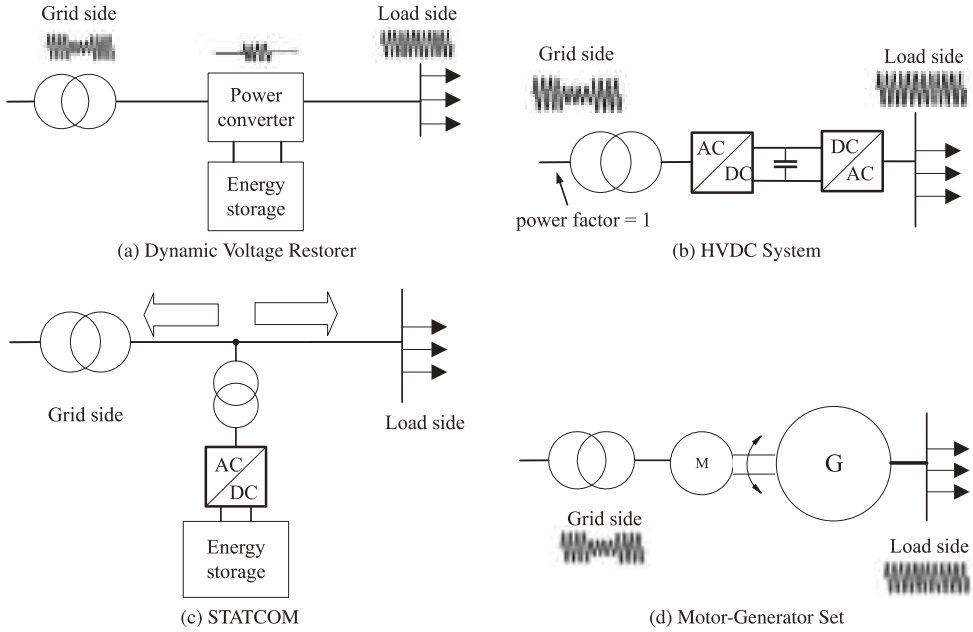 Grid side
Load side
Power
converter
Energy
storage
(a) Dynamic Voltage Restorer
Grid side
Load side
AC
DC
DC
AC
power factor = 1
(b) HVDC System
Grid side
Load side
AC
DC
Energy
storage
(c) STATCOM
M
G
Grid side
Load side
(d) Motor-Generator Set